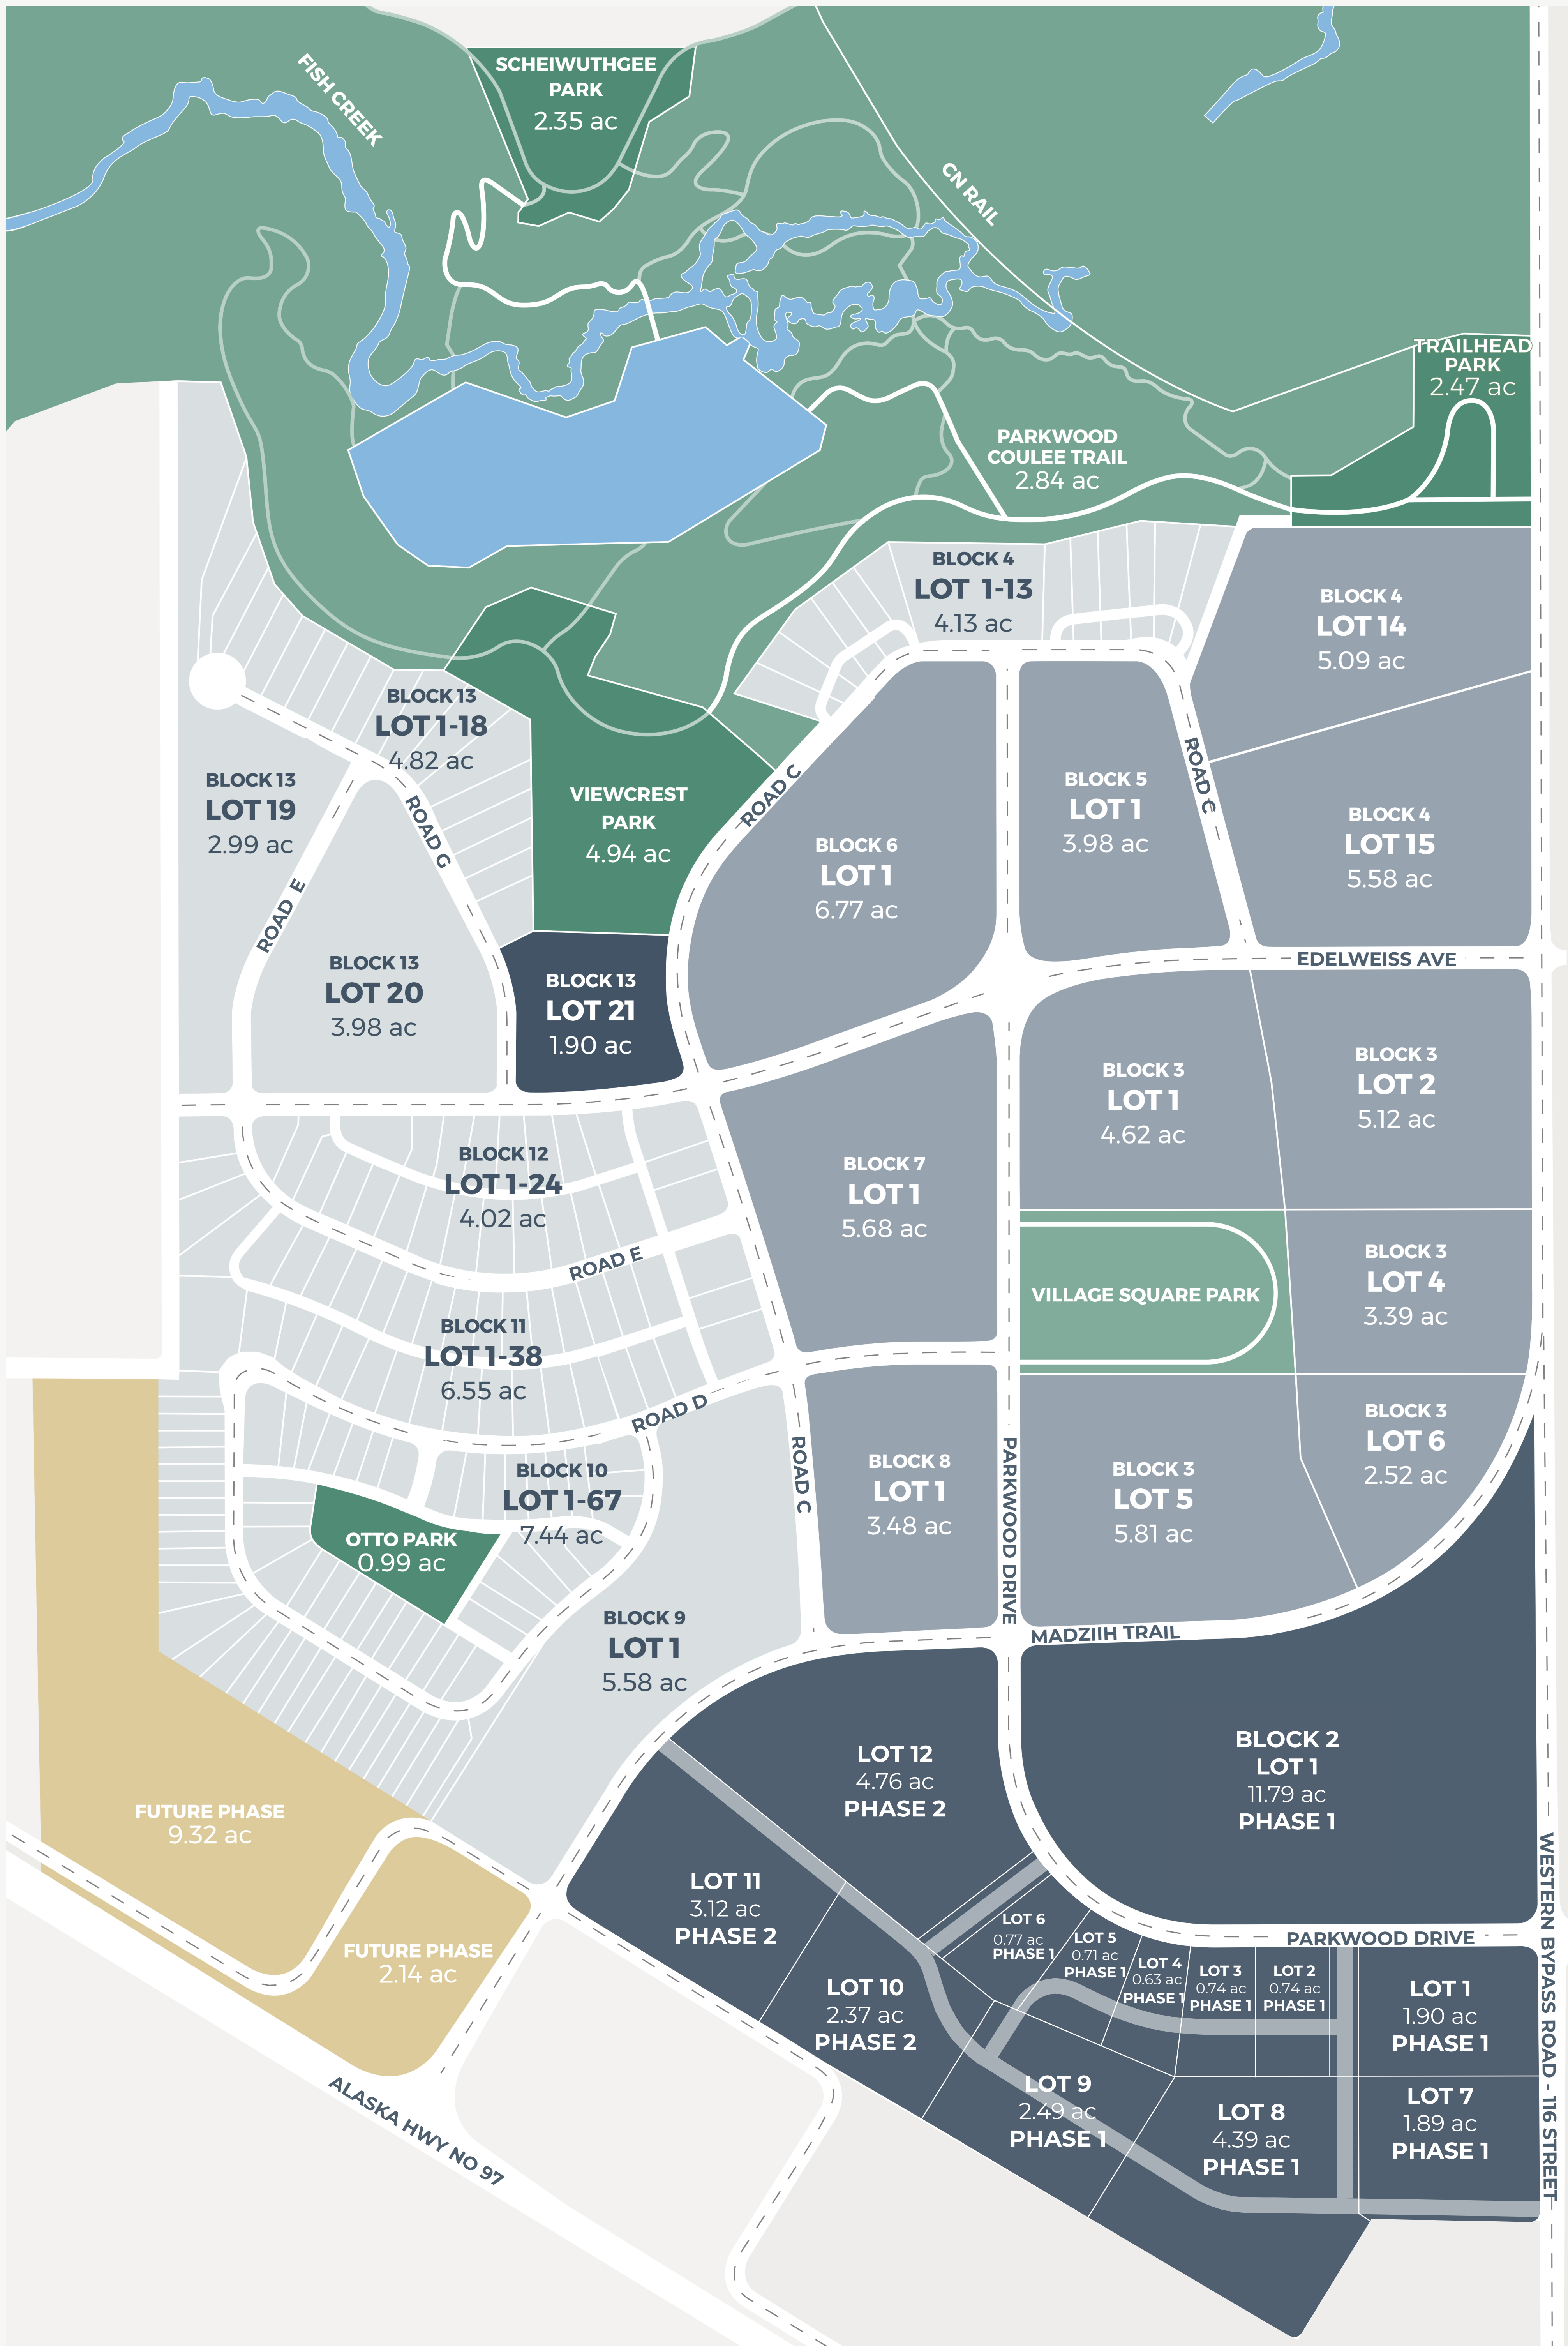 FISH CREEK
SCHEIWUTHGEE
PARK
2.35 ac
CN RAIL
TRAILHEAD
PARK
2.47 ac
PARKWOOD
COULEE TRAIL
2.84 ac
BLOCK 4
LOT 1-13
4.13 ac
BLOCK 4
LOT 14
5.09 ac
BLOCK 13
LOT 1-18
4.82 ac
BLOCK 13
LOT 19
2.99 ac
ROAD G
ROAD E
VIEWCREST
PARK
4.94 ac
ROAD C
BLOCK 6
LOT 1
6.77 ac
BLOCK 5
LOT 1
3.98 ac
ROAD C
BLOCK 4
LOT 15
5.58 ac
EDELWEISS AVE
BLOCK 13
LOT 20
3.98 ac
BLOCK 13
LOT 21
1.90 ac
BLOCK 3
LOT 1
4.62 ac
BLOCK 3
LOT 2
5.12 ac
BLOCK 12
LOT 1-24
4.02 ac
ROAD E
BLOCK 7
LOT 1
5.68 ac
VILLAGE SQUARE PARK
BLOCK 3
LOT 4
3.39 ac
BLOCK 11
LOT 1-38
6.55 ac
ROAD D
BLOCK 3
LOT 6
2.52 ac
BLOCK 10
LOT 1-67
7.44 ac
OTTO PARK
0.99 ac
ROAD C
BLOCK 8
LOT 1
3.48 ac
PARKWOOD DRIVE
BLOCK 3
LOT 5
5.81 ac
BLOCK 9
LOT 1
5.58 ac
MADZIIH TRAIL
LOT 12
4.76 ac
PHASE 2
BLOCK 2
LOT 1
11.79 ac
PHASE 1
FUTURE PHASE
9.32 ac
LOT 11
3.12 ac
PHASE 2
FUTURE PHASE
2.14 ac
LOT 10
2.37 ac
PHASE 2
LOT 6
0.77 ac
PHASE 1
LOT 5
0.71 ac
PHASE 1
LOT 4
0.63 ac
PHASE 1
LOT 3
0.74 ac
PHASE 1
LOT 2
0.74 ac
PHASE 1
PARKWOOD DRIVE
LOT 1
1.90 ac
PHASE 1
LOT 9
2.49 ac
PHASE 1
LOT 8
4.39 ac
PHASE 1
LOT 7
1.89 ac
PHASE 1
WESTERN BYPASS ROAD - 116 STREET
ALASKA HWY NO 97